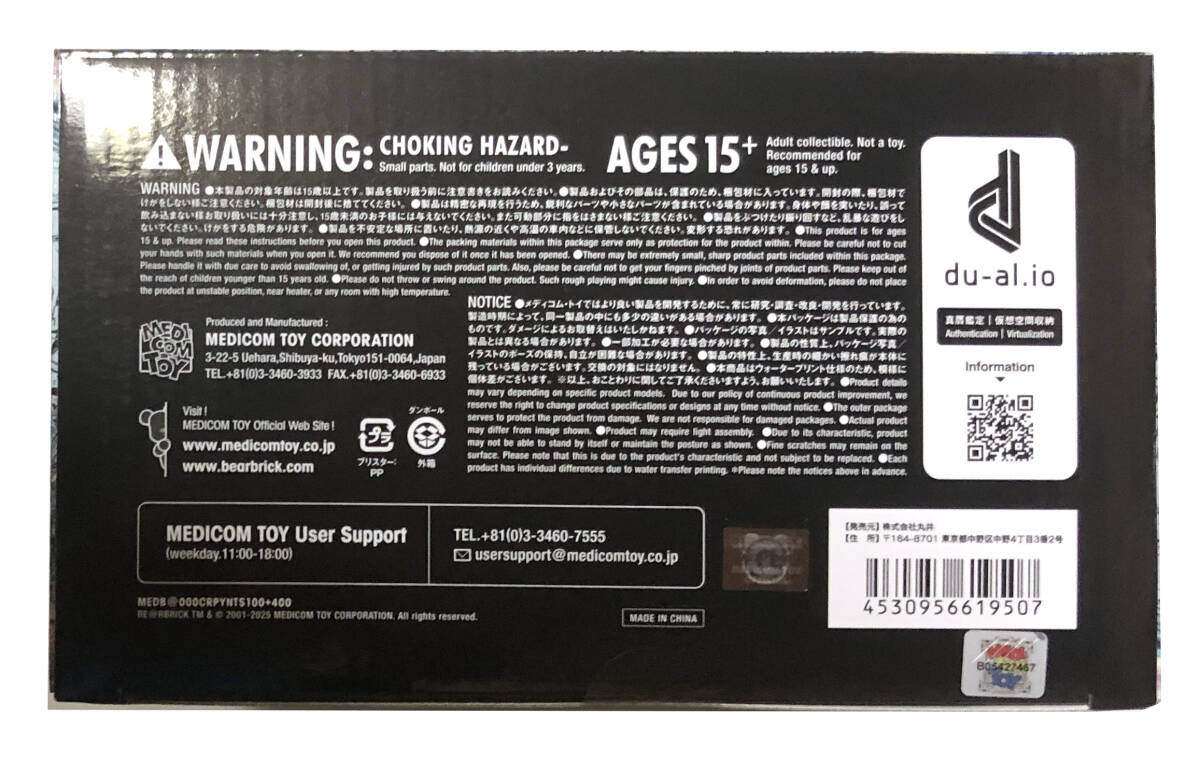 WARNING: CHOKING HAZARD-
Small parts. Not for children under 3 years.
AGES 15+
Adult collectible. Not a toy.
Recommended for
ages 15 & up.
WARNING ●本製品の対象年齢は15歳以上です。製品を取り扱う前に注意書きをお読みください。●製品およびその部品は、保護のため、梱包材に入っています。開封の際、梱包材で
けがをしない様ご注意ください。梱包材は開封後に捨ててください。●製品は精密な再現を行うため、鋭利なパーツや小さなパーツが含まれている場合があります。身体や顔を突いたり、誤って
飲み込まない様お取り扱いには十分注意し、15歳未満のお子様には与えないでください。また可動部分に指をはさまない様ご注意ください。●製品をぶつけたり振り回すなど、乱暴な遊びをし
ないでください。けがをする危険があります。●製品を不安定な場所に置いたり、熱源の近くや高温の車内などに保管しないでください。変形する恐れがあります。●This product is for ages
15 & up. Please read these instructions before you open this product. ●The packing materials within this package serve only as protection for the product within. Please be careful not to cut
your hands with such materials when you open it. We recommend you dispose of it once it has been opened. ●There may be extremely small, sharp product parts included within this package.
Please handle it with due care to avoid swallowing of, or getting injured by such product parts. Also, please be careful not to get your fingers pinched by joints of product parts. Please keep out of
the reach of children younger than 15 years old. ●Please do not throw or swing around the product. Such rough playing might cause injury. ●In order to avoid deformation, please do not place
the product at unstable position, near heater, or any room with high temperature.
NOTICE ●メディコム・トイではより良い製品を開発するために、常に研究・調査・改良・開発を行っています。
製造時期によって、同一製品の中にも多少の違いがある場合があります。●本パッケージは製品保護の為の
ものです。ダメージによるお取替えはいたしかねます。●パッケージの写真／イラストはサンプルです。実際の
製品とは異なる場合があります。●一部加工が必要な場合があります。●製品の性質上、パッケージ写真／
イラストのポーズの保持、自立が困難な場合があります。●製品の特性上、生産時の細かい擦れ痕が本体に
残っている場合がございます。交換の対象にはなりません。●本商品はウォータープリント仕様のため、模様に
個体差がございます。※以上、おことわりに関してご了承くださいますよう、お願いいたします。●Product details
may vary depending on specific product models. Due to our policy of continuous product improvement, we
reserve the right to change product specifications or designs at any time without notice. ●The outer package
serves to protect the product from damage. We are not responsible for damaged packages. ●Actual product
may differ from image shown. ●Product may require light assembly. ●Due to its characteristic, product
may not be able to stand by itself or maintain the posture as shown. ●Fine scratches may remain on the
surface. Please note that this is due to the product's characteristic and not subject to be replaced. ●Each
product has individual differences due to water transfer printing. *Please note the notices above in advance.
MEDI
COM
TOY
Produced and Manufactured :
MEDICOM TOY CORPORATION
3-22-5 Uehara,Shibuya-ku,Tokyo151-0064,Japan
TEL.+81(0)3-3460-3933 FAX.+81(0)3-3460-6933
Visit !
MEDICOM TOY Official Web Site !
www.medicomtoy.co.jp
www.bearbrick.com
プラ
ブリスター:
PP
ダンボール
外箱
du-al.io
真贋鑑定 | 仮想空間収納
Authentication | Virtualization
Information
MEDICOM TOY User Support
(weekday.11:00-18:00)
TEL.+81(0)3-3460-7555
usersupport@medicomtoy.co.jp
MEDB@000CRPYNTS100+400
BE@RBRICK TM & © 2001-2025 MEDICOM TOY CORPORATION. All rights reserved.
MADE IN CHINA
【発売元】株式会社丸井
【住 所】〒164-8701 東京都中野区中野4丁目3番2号
4530956619507
B05427467
TOY